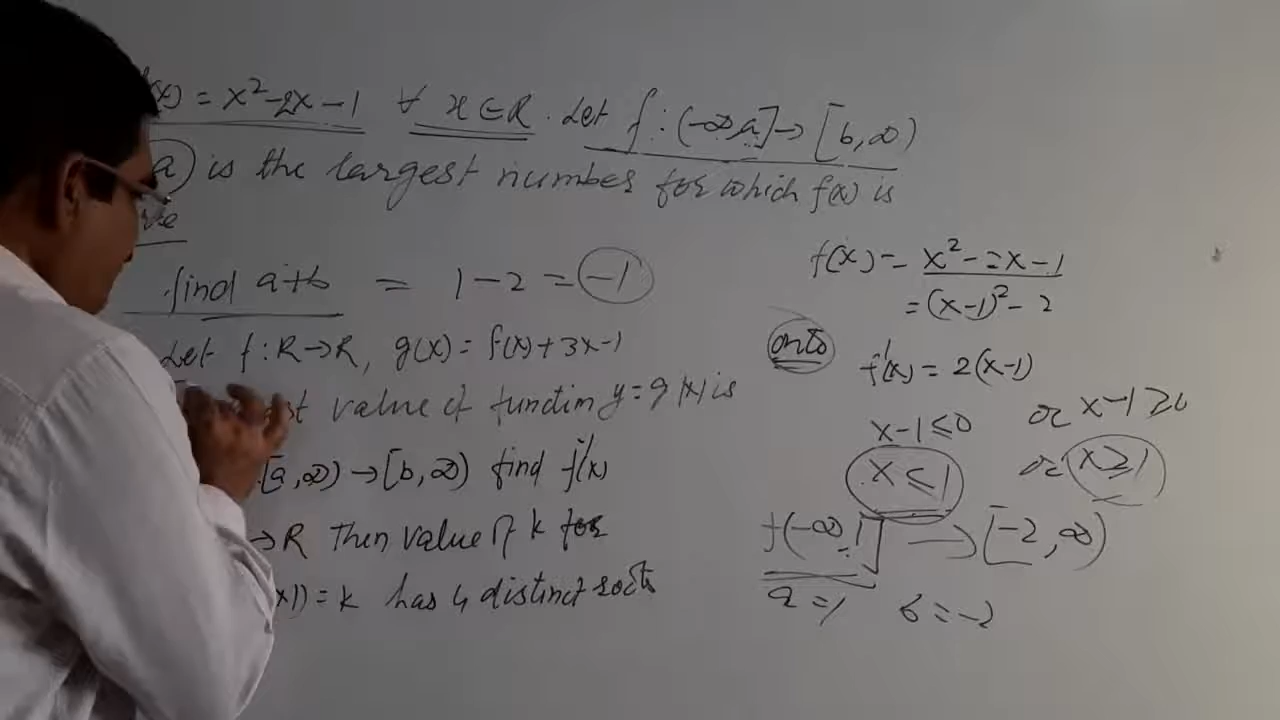 (x) = x²-2x-1 ∀ x∈R. Let f:(-∞,a]→[b,∞)
a) is the largest number for which f(x) is
ve
find a+b = 1-2 = -1
Let f:R→R, g(x) = f(x)+3x-1
st value of function y=g|x| is
[a,∞)→[b,∞) find f⁻¹(x)
→R Then value of k for
x|)=k has 4 distinct roots
f(x) = x²-2x-1
= (x-1)²-2
onto
f'(x) = 2(x-1)
x-1≤0 or x-1≥0
x≤1 or x≥1
f(-∞,1] → [-2,∞)
a=1 b=-2